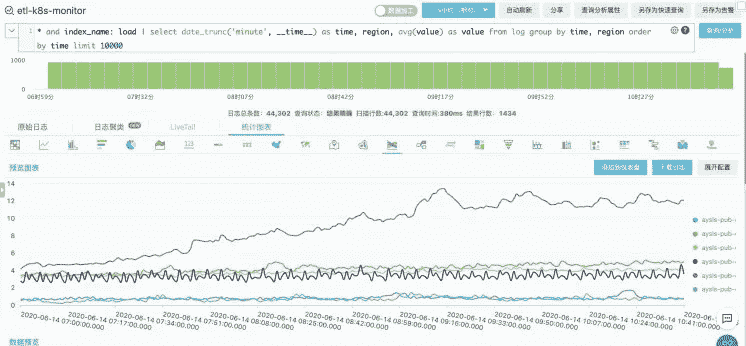 etl-k8s-monitor
数据加工
自动刷新
分享
查询分析属性
另存为快速查询
另存为告警
1 * and index_name: load | select date_trunc('minute', __time__) as time, region, avg(value) as value from log group by time, region order
by time limit 10000
1000
0
06时59分
07时32分
08时07分
08时42分
09时17分
09时52分
10时27分
日志总条数: 44,302 查询状态: 结果精确 扫描行数:44,302 查询时间:380ms 结果行数: 1434
原始日志
日志聚类
LiveTail
统计图表
123
预览图表
添加到仪表盘
下载日志
展开配置
14
12
10
8
6
4
2
0
aysls-pub-
aysls-pub-
aysls-pub-
aysls-pub-
aysls-pub-
aysls-pub-
2020-06-14 07:00:00.000
2020-06-14 07:17:00.000
2020-06-14 07:34:00.000
2020-06-14 07:51:00.000
2020-06-14 08:08:00.000
2020-06-14 08:25:00.000
2020-06-14 08:42:00.000
2020-06-14 08:59:00.000
2020-06-14 09:16:00.000
2020-06-14 09:33:00.000
2020-06-14 09:50:00.000
2020-06-14 10:07:00.000
2020-06-14 10:24:00.000
2020-06-14 10:41:00.000
数据预览